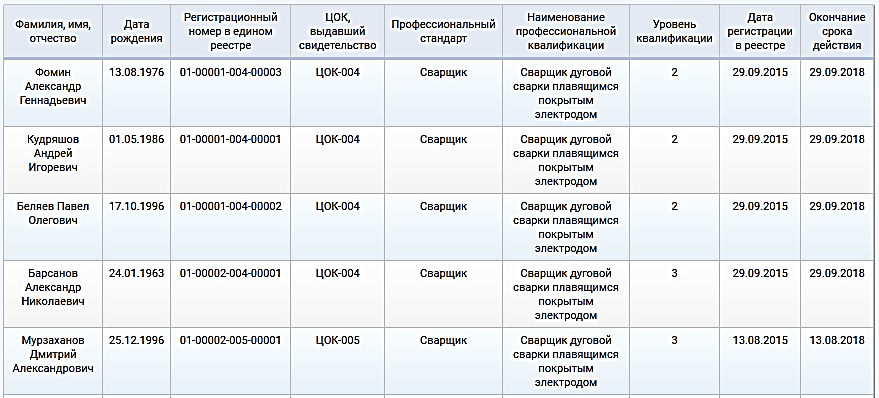 Фамилия, имя, отчество
Дата рождения
Регистрационный номер в едином реестре
ЦОК, выдавший свидетельство
Профессиональный стандарт
Наименование профессиональной квалификации
Уровень квалификации
Дата регистрации в реестре
Окончание срока действия
Фомин Александр Геннадьевич
13.08.1976
01-00001-004-00003
ЦОК-004
Сварщик
Сварщик дуговой сварки плавящимся покрытым электродом
2
29.09.2015
29.09.2018
Кудряшов Андрей Игоревич
01.05.1986
01-00001-004-00001
ЦОК-004
Сварщик
Сварщик дуговой сварки плавящимся покрытым электродом
2
29.09.2015
29.09.2018
Беляев Павел Олегович
17.10.1996
01-00001-004-00002
ЦОК-004
Сварщик
Сварщик дуговой сварки плавящимся покрытым электродом
2
29.09.2015
29.09.2018
Барсанов Александр Николаевич
24.01.1963
01-00002-004-00001
ЦОК-004
Сварщик
Сварщик дуговой сварки плавящимся покрытым электродом
3
29.09.2015
29.09.2018
Мурзаханов Дмитрий Александрович
25.12.1996
01-00002-005-00001
ЦОК-005
Сварщик
Сварщик дуговой сварки плавящимся покрытым электродом
3
13.08.2015
13.08.2018